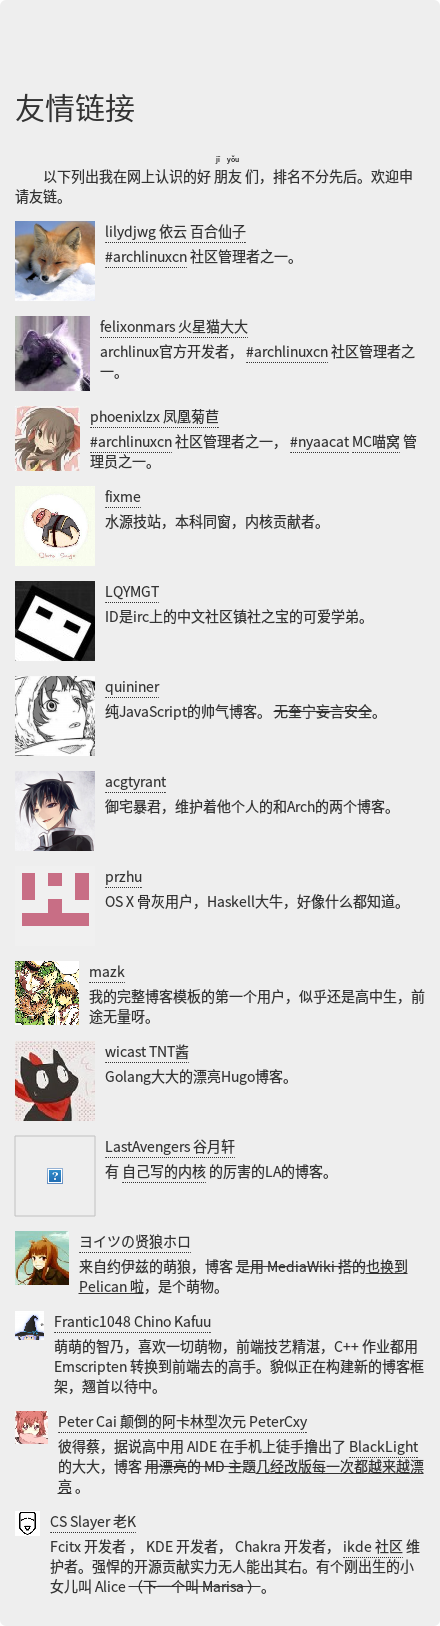 友情链接
jī yǒu
以下列出我在网上认识的好 朋友 们，排名不分先后。欢迎申
请友链。
lilydjwg 依云 百合仙子
#archlinuxcn 社区管理者之一。
felixonmars 火星猫大大
archlinux官方开发者， #archlinuxcn 社区管理者之
一。
phoenixlzx 凤凰菊苣
#archlinuxcn 社区管理者之一， #nyaacat MC喵窝 管
理员之一。
fixme
水源技站，本科同窗，内核贡献者。
LQYMGT
ID是irc上的中文社区镇社之宝的可爱学弟。
quininer
纯JavaScript的帅气博客。 无奎宁妄言安全。
acgtyrant
御宅暴君，维护着他个人的和Arch的两个博客。
przhu
OS X 骨灰用户，Haskell大牛，好像什么都知道。
mazk
我的完整博客模板的第一个用户，似乎还是高中生，前
途无量呀。
wicast TNT酱
Golang大大的漂亮Hugo博客。
LastAvengers 谷月轩
有 自己写的内核 的厉害的LA的博客。
ヨイツの贤狼ホロ
来自约伊兹的萌狼，博客 是用 MediaWiki 搭的也换到
Pelican 啦，是个萌物。
Frantic1048 Chino Kafuu
萌萌的智乃，喜欢一切萌物，前端技艺精湛，C++ 作业都用
Emscripten 转换到前端去的高手。貌似正在构建新的博客框
架，翘首以待中。
Peter Cai 颠倒的阿卡林型次元 PeterCxy
彼得蔡，据说高中用 AIDE 在手机上徒手撸出了 BlackLight
的大大，博客 用漂亮的 MD 主题几经改版每一次都越来越漂
亮 。
CS Slayer 老K
Fcitx 开发者 ， KDE 开发者， Chakra 开发者， ikde 社区 维
护者。强悍的开源贡献实力无人能出其右。有个刚出生的小
女儿叫 Alice （下一个叫 Marisa ） 。